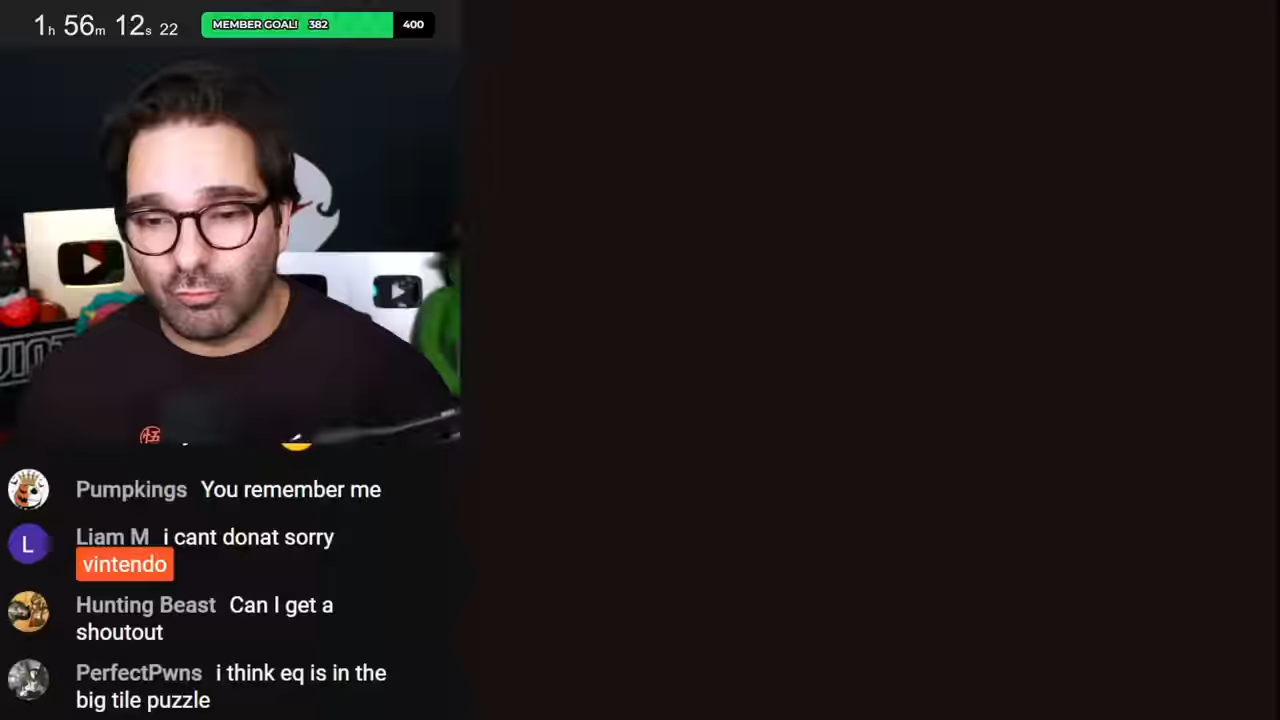 1h 56m 12s 22
MEMBER GOAL! 382
400
Pumpkings You remember me
Liam M i cant donat sorry
vintendo
Hunting Beast Can I get a
shoutout
PerfectPwns i think eq is in the
big tile puzzle
L
悟